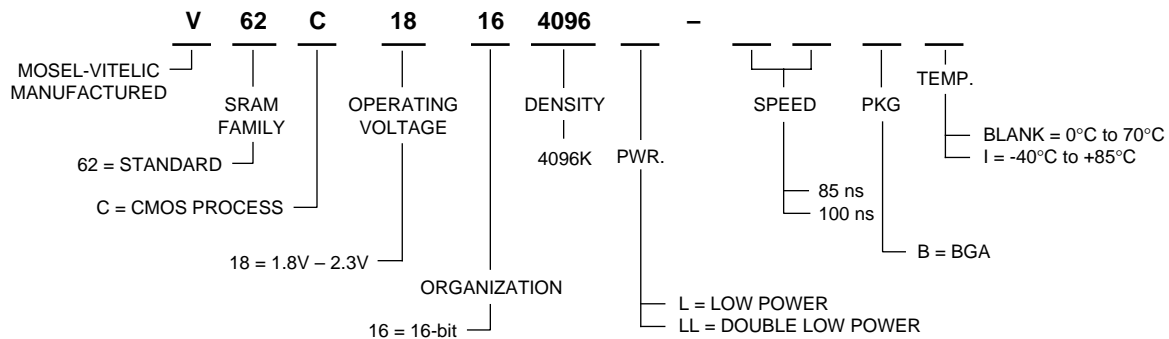 V 62 C 18 16 4096 –
MOSEL-VITELIC
MANUFACTURED
SRAM
FAMILY
62 = STANDARD
C = CMOS PROCESS
OPERATING
VOLTAGE
18 = 1.8V – 2.3V
ORGANIZATION
16 = 16-bit
DENSITY
4096K
PWR.
L = LOW POWER
LL = DOUBLE LOW POWER
SPEED
85 ns
100 ns
PKG
B = BGA
TEMP.
BLANK = 0°C to 70°C
I = -40°C to +85°C